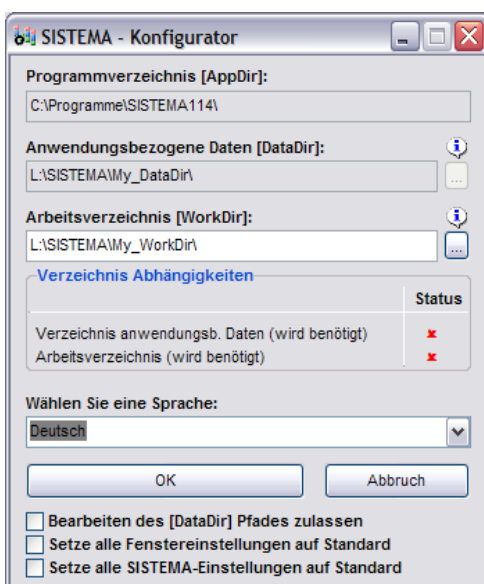 SISTEMA - Konfigurator
Programmverzeichnis [AppDir]:
C:\Programme\SISTEMA114\
Anwendungsbezogene Daten [DataDir]:
L:\SISTEMA\My_DataDir\
...
Arbeitsverzeichnis [WorkDir]:
L:\SISTEMA\My_WorkDir\
...
Verzeichnis Abhängigkeiten
Status
Verzeichnis anwendungsb. Daten (wird benötigt)
Arbeitsverzeichnis (wird benötigt)
Wählen Sie eine Sprache:
Deutsch
OK Abbruch
Bearbeiten des [DataDir] Pfades zulassen
Setze alle Fenstereinstellungen auf Standard
Setze alle SISTEMA-Einstellungen auf Standard